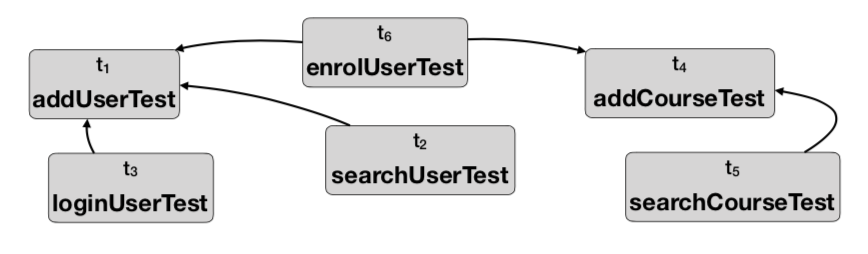 t₆
enrolUserTest
t₁
addUserTest
t₄
addCourseTest
t₂
searchUserTest
t₃
loginUserTest
t₅
searchCourseTest